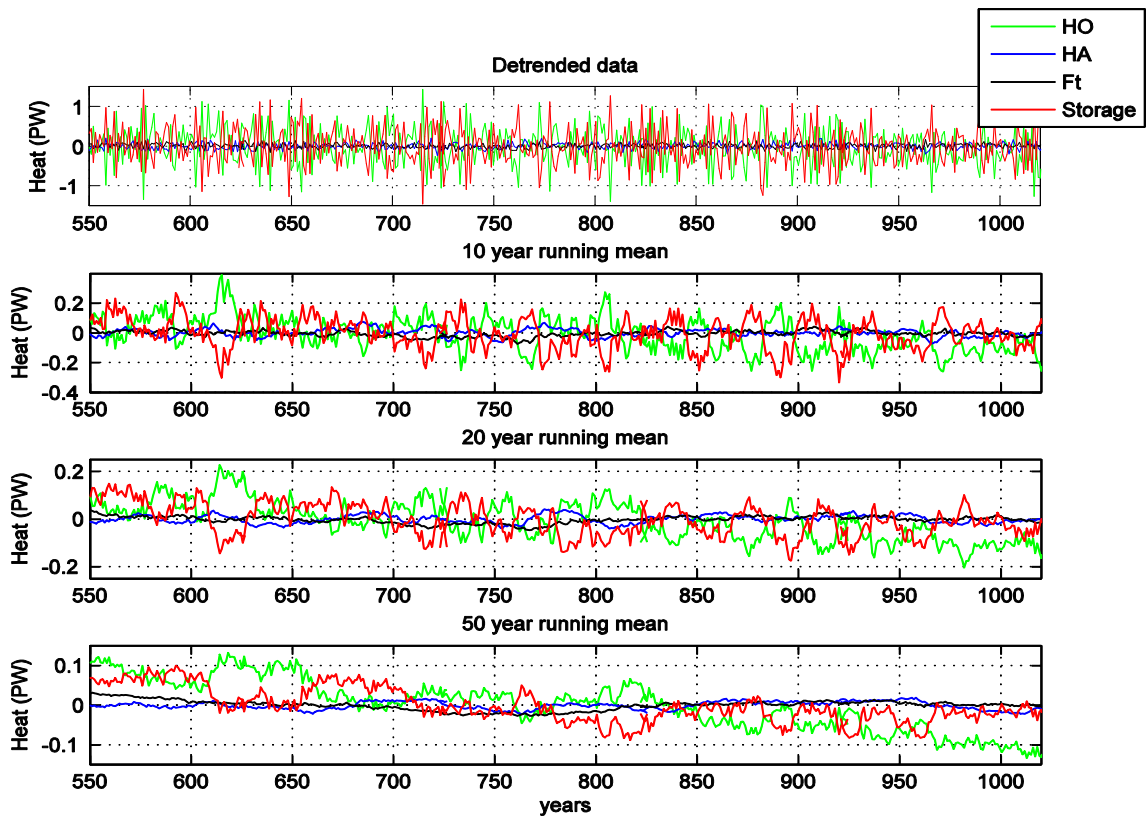 HO
HA
Ft
Storage
Detrended data
Heat (PW)
1
0
-1
550 600 650 700 750 800 850 900 950 1000
10 year running mean
Heat (PW)
0.2
0
-0.2
-0.4
550 600 650 700 750 800 850 900 950 1000
20 year running mean
Heat (PW)
0.2
0
-0.2
550 600 650 700 750 800 850 900 950 1000
50 year running mean
Heat (PW)
0.1
0
-0.1
550 600 650 700 750 800 850 900 950 1000
years